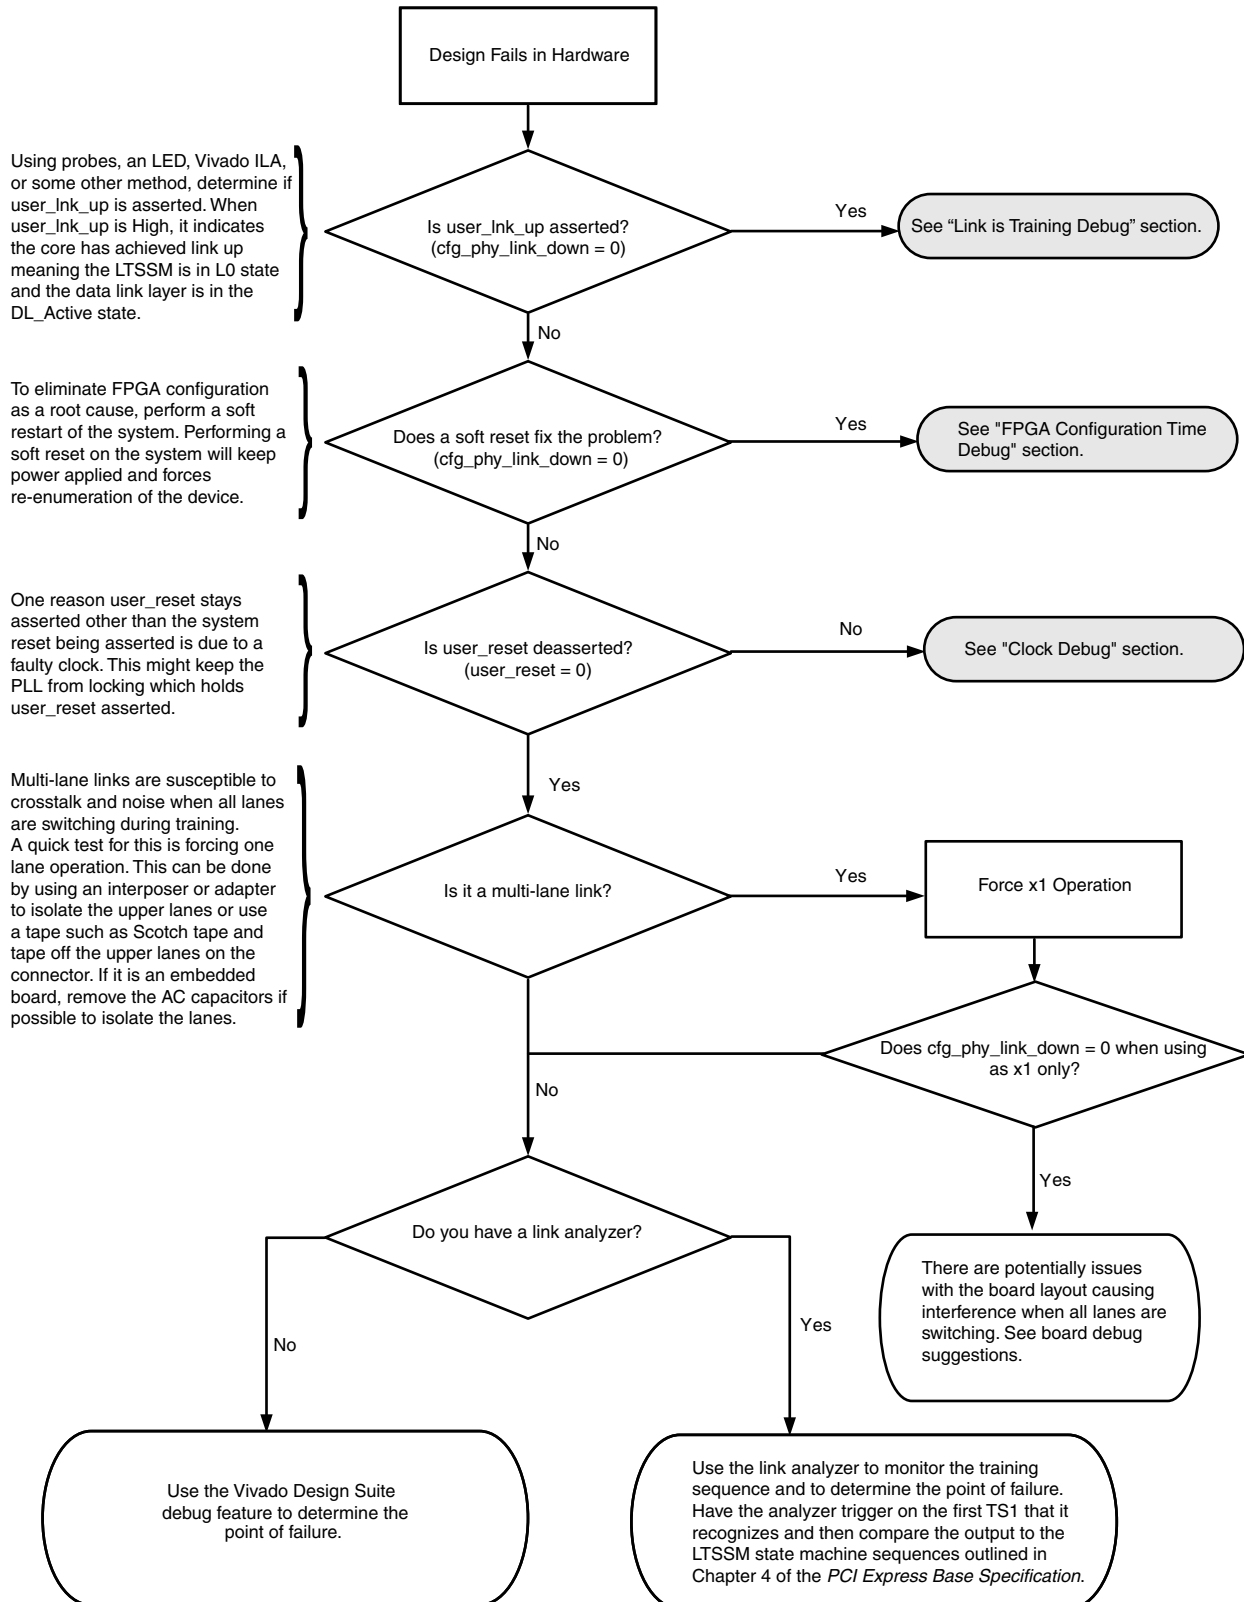 Design Fails in Hardware
Using probes, an LED, Vivado ILA,
or some other method, determine if
user_lnk_up is asserted. When
user_lnk_up is High, it indicates
the core has achieved link up
meaning the LTSSM is in L0 state
and the data link layer is in the
DL_Active state.
Is user_lnk_up asserted?
(cfg_phy_link_down = 0)
Yes
See “Link is Training Debug” section.
No
To eliminate FPGA configuration
as a root cause, perform a soft
restart of the system. Performing a
soft reset on the system will keep
power applied and forces
re-enumeration of the device.
Does a soft reset fix the problem?
(cfg_phy_link_down = 0)
Yes
See "FPGA Configuration Time
Debug" section.
No
One reason user_reset stays
asserted other than the system
reset being asserted is due to a
faulty clock. This might keep the
PLL from locking which holds
user_reset asserted.
Is user_reset deasserted?
(user_reset = 0)
No
See "Clock Debug" section.
Yes
Multi-lane links are susceptible to
crosstalk and noise when all lanes
are switching during training.
A quick test for this is forcing one
lane operation. This can be done
by using an interposer or adapter
to isolate the upper lanes or use
a tape such as Scotch tape and
tape off the upper lanes on the
connector. If it is an embedded
board, remove the AC capacitors if
possible to isolate the lanes.
Is it a multi-lane link?
Yes
Force x1 Operation
Does cfg_phy_link_down = 0 when using
as x1 only?
No
Yes
Do you have a link analyzer?
There are potentially issues
with the board layout causing
interference when all lanes are
switching. See board debug
suggestions.
No
Yes
Use the Vivado Design Suite
debug feature to determine the
point of failure.
Use the link analyzer to monitor the training
sequence and to determine the point of failure.
Have the analyzer trigger on the first TS1 that it
recognizes and then compare the output to the
LTSSM state machine sequences outlined in
Chapter 4 of the PCI Express Base Specification.